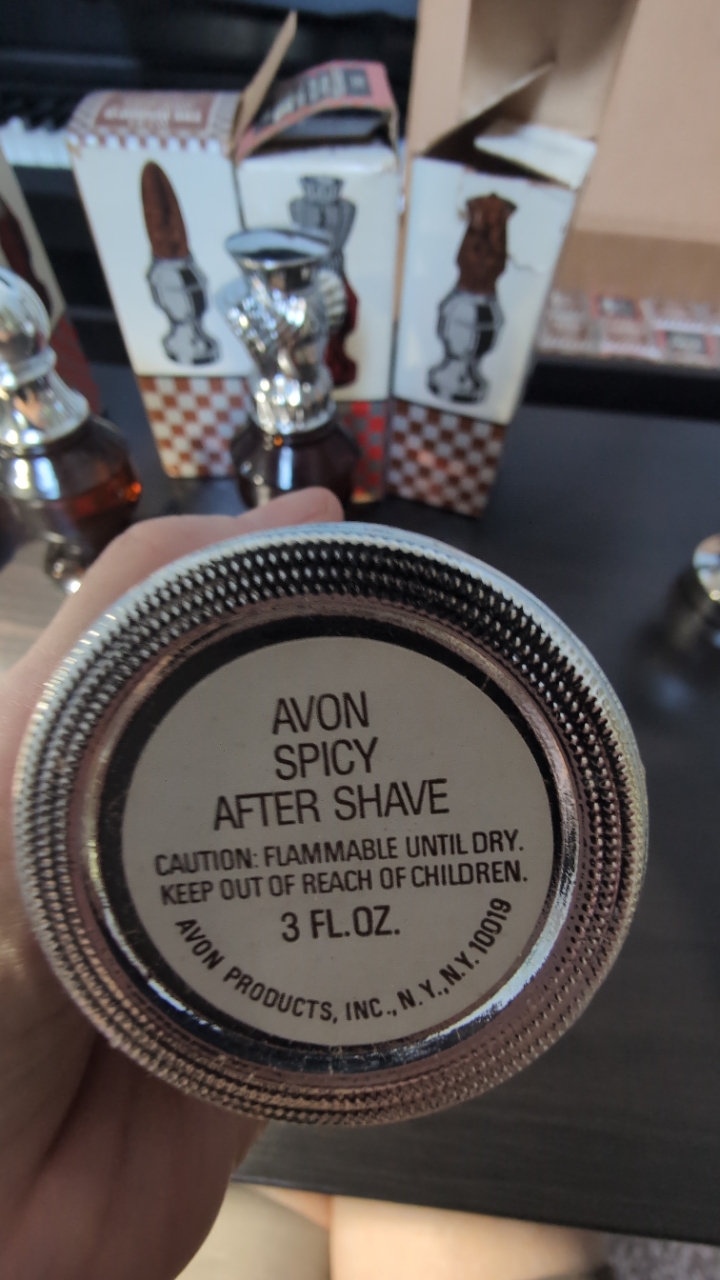 AVON
SPICY
AFTER SHAVE
CAUTION: FLAMMABLE UNTIL DRY.
KEEP OUT OF REACH OF CHILDREN.
3 FL.OZ.
AVON PRODUCTS, INC., N.Y., N.Y. 10019